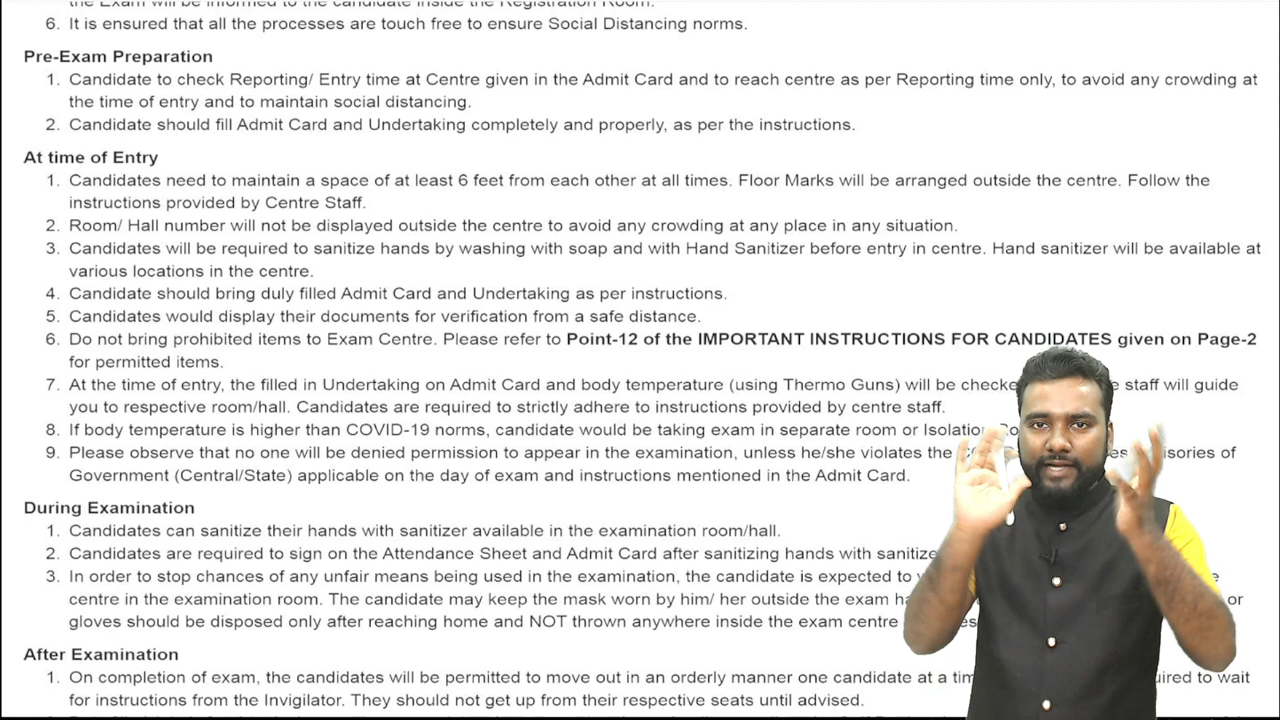 the Exam will be informed to the candidate inside the Registration Room.
6. It is ensured that all the processes are touch free to ensure Social Distancing norms.
Pre-Exam Preparation
1. Candidate to check Reporting/ Entry time at Centre given in the Admit Card and to reach centre as per Reporting time only, to avoid any crowding at
the time of entry and to maintain social distancing.
2. Candidate should fill Admit Card and Undertaking completely and properly, as per the instructions.
At time of Entry
1. Candidates need to maintain a space of at least 6 feet from each other at all times. Floor Marks will be arranged outside the centre. Follow the
instructions provided by Centre Staff.
2. Room/ Hall number will not be displayed outside the centre to avoid any crowding at any place in any situation.
3. Candidates will be required to sanitize hands by washing with soap and with Hand Sanitizer before entry in centre. Hand sanitizer will be available at
various locations in the centre.
4. Candidate should bring duly filled Admit Card and Undertaking as per instructions.
5. Candidates would display their documents for verification from a safe distance.
6. Do not bring prohibited items to Exam Centre. Please refer to Point-12 of the IMPORTANT INSTRUCTIONS FOR CANDIDATES given on Page-2
for permitted items.
7. At the time of entry, the filled in Undertaking on Admit Card and body temperature (using Thermo Guns) will be staff will guide
you to respective room/hall. Candidates are required to strictly adhere to instructions provided by centre staff.
8. If body temperature is higher than COVID-19 norms, candidate would be taking exam in separate room or
9. Please observe that no one will be denied permission to appear in the examination, unless he/she violates the of
Government (Central/State) applicable on the day of exam and instructions mentioned in the Admit Card.
During Examination
1. Candidates can sanitize their hands with sanitizer available in the examination room/hall.
2. Candidates are required to sign on the Attendance Sheet and Admit Card after sanitizing hands with
3. In order to stop chances of any unfair means being used in the examination, the candidate is expected to
centre in the examination room. The candidate may keep the mask worn by him/ her outside the exam or
gloves should be disposed only after reaching home and NOT thrown anywhere inside the exam centre
After Examination
1. On completion of exam, the candidates will be permitted to move out in an orderly manner one candidate at a to wait
for instructions from the Invigilator. They should not get up from their respective seats until advised.